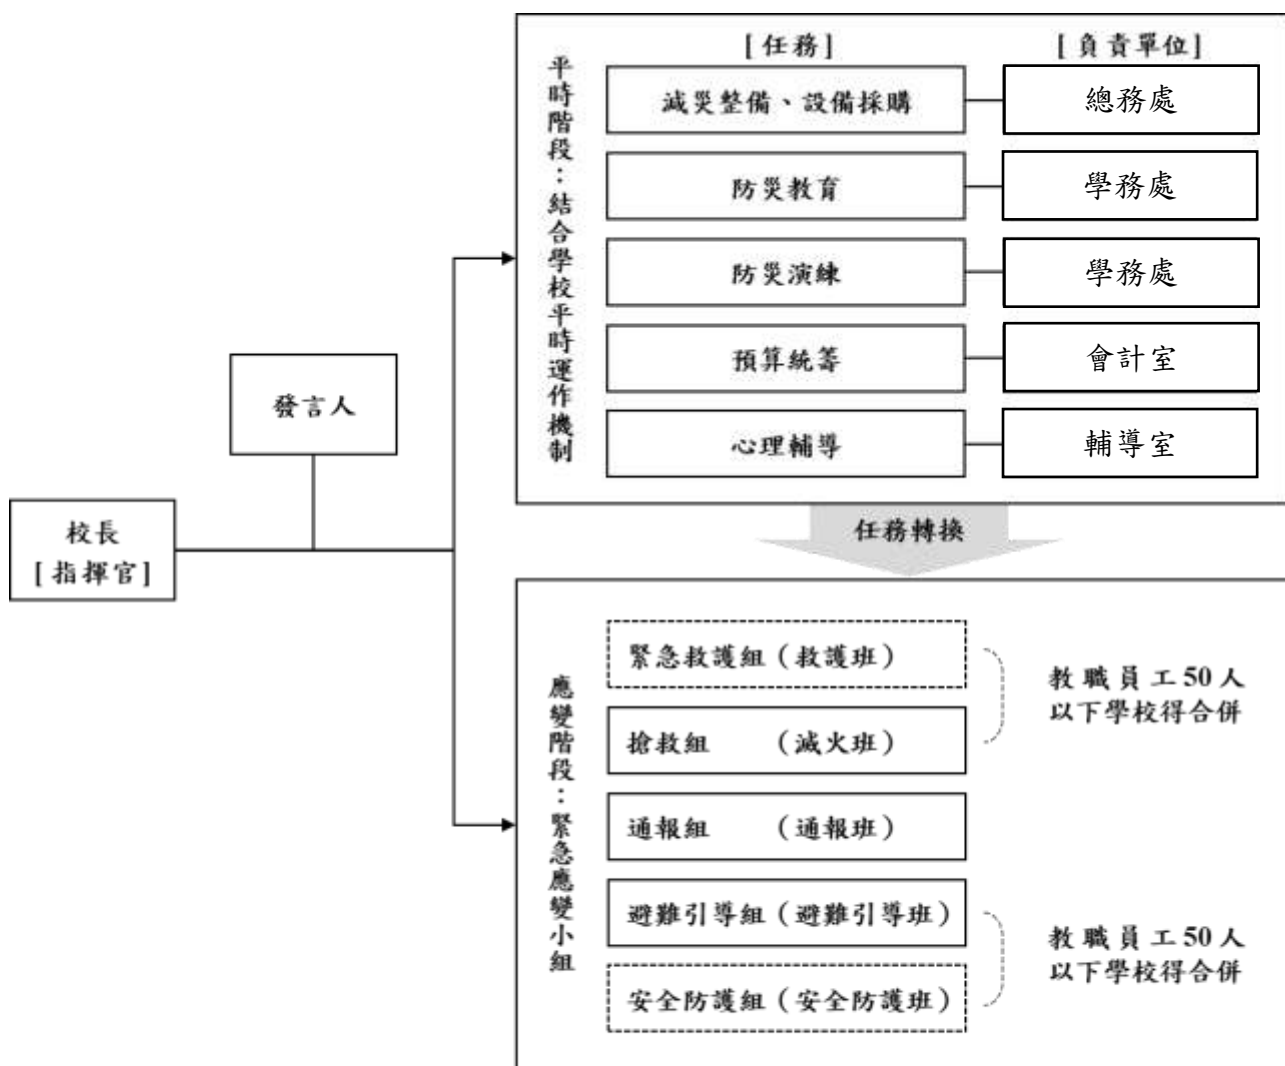 平時階段：結合學校平時運作機制
[任務]
[負責單位]
減災整備、設備採購
總務處
防災教育
學務處
防災演練
學務處
預算統籌
會計室
心理輔導
輔導室
發言人
校長
[指揮官]
任務轉換
應變階段：緊急應變小組
緊急救護組（救護班）
搶救組　　（滅火班）
通報組　　（通報班）
避難引導組（避難引導班）
安全防護組（安全防護班）
教職員工50人
以下學校得合併
教職員工50人
以下學校得合併